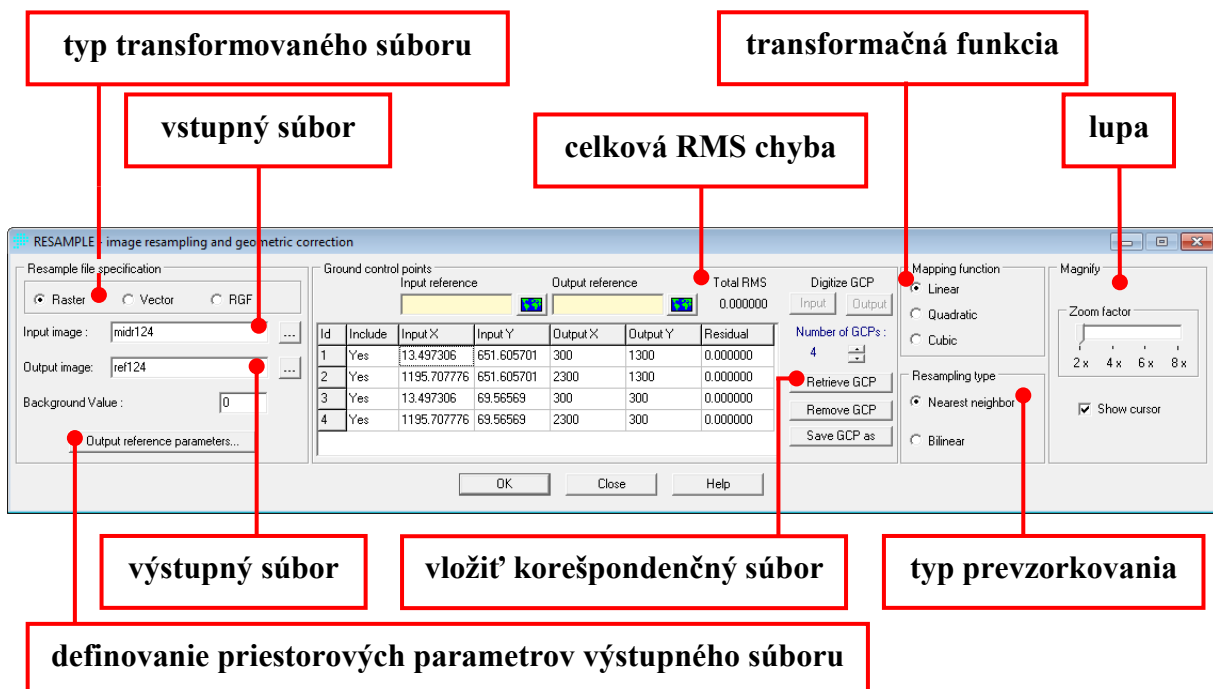 typ transformovaného súboru
transformačná funkcia
vstupný súbor
celková RMS chyba
lupa
RESAMPLE - image resampling and geometric correction
Resample file specification
Raster Vector RGF
Input image : midr124 ...
Output image: ref124 ...
Background Value : 0
Output reference parameters...
Ground control points
Input reference Output reference Total RMS Digitize GCP
0.000000 Input Output
Id Include Input X Input Y Output X Output Y Residual
1 Yes 13.497306 651.605701 300 1300 0.000000
2 Yes 1195.707776 651.605701 2300 1300 0.000000
3 Yes 13.497306 69.56569 300 300 0.000000
4 Yes 1195.707776 69.56569 2300 300 0.000000
Number of GCPs :
4
Retrieve GCP
Remove GCP
Save GCP as
Mapping function
Linear
Quadratic
Cubic
Resampling type
Nearest neighbor
Bilinear
Magnify
Zoom factor
2 x 4 x 6 x 8 x
Show cursor
OK Close Help
výstupný súbor
vložiť korešpondenčný súbor
typ prevzorkovania
definovanie priestorových parametrov výstupného súboru